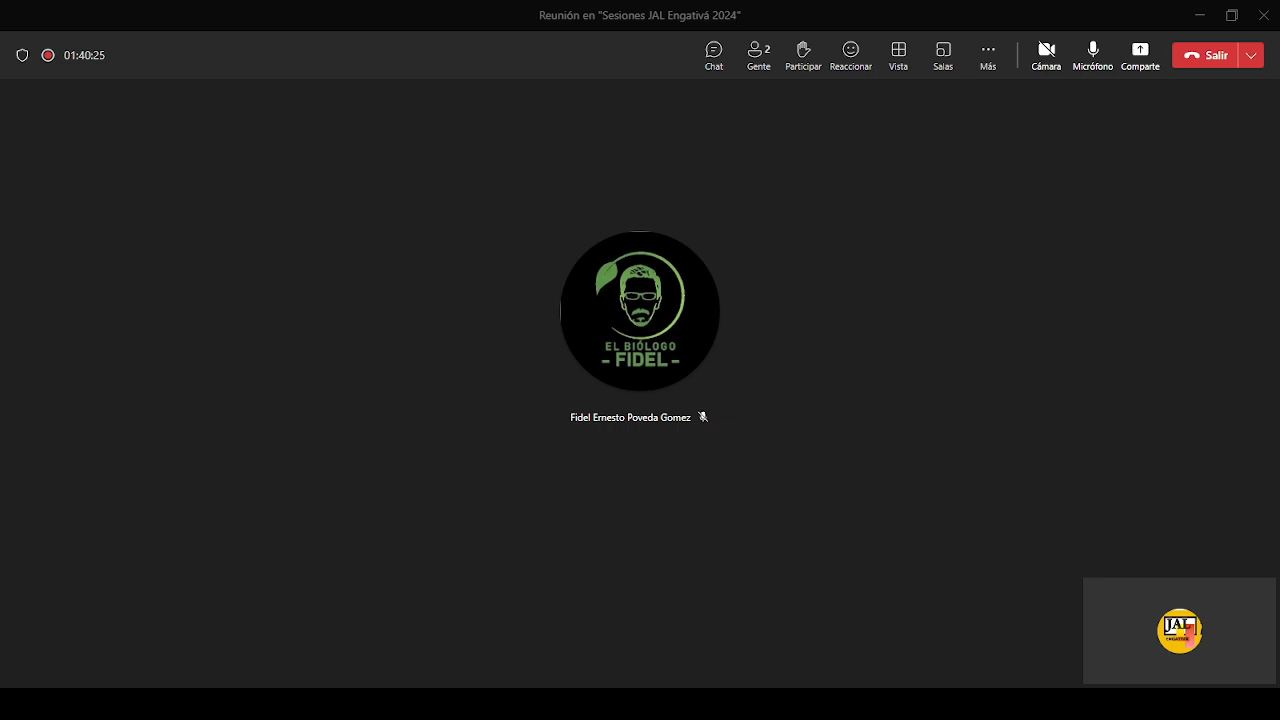 Reunión en "Sesiones JAL Engativá 2024"
01:40:25
Chat
Gente
2
Participar
Reaccionar
Vista
Salas
Más
Cámara
Micrófono
Comparte
Salir
EL BIÓLOGO
- FIDEL -
Fidel Ernesto Poveda Gomez
JAL
ENGATIVÁ